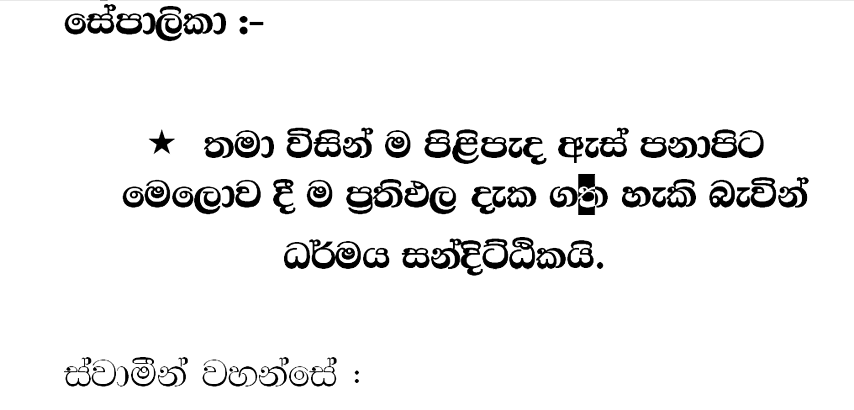 සේපාලිකා :-
★ තමා විසින් ම පිළිපැද ඇස් පනාපිට
මෙලොව දී ම ප්‍රතිඵල දැක ගත හැකි බැවින්
ධර්මය සන්දිට්ඨිකයි.
ස්වාමීන් වහන්සේ :